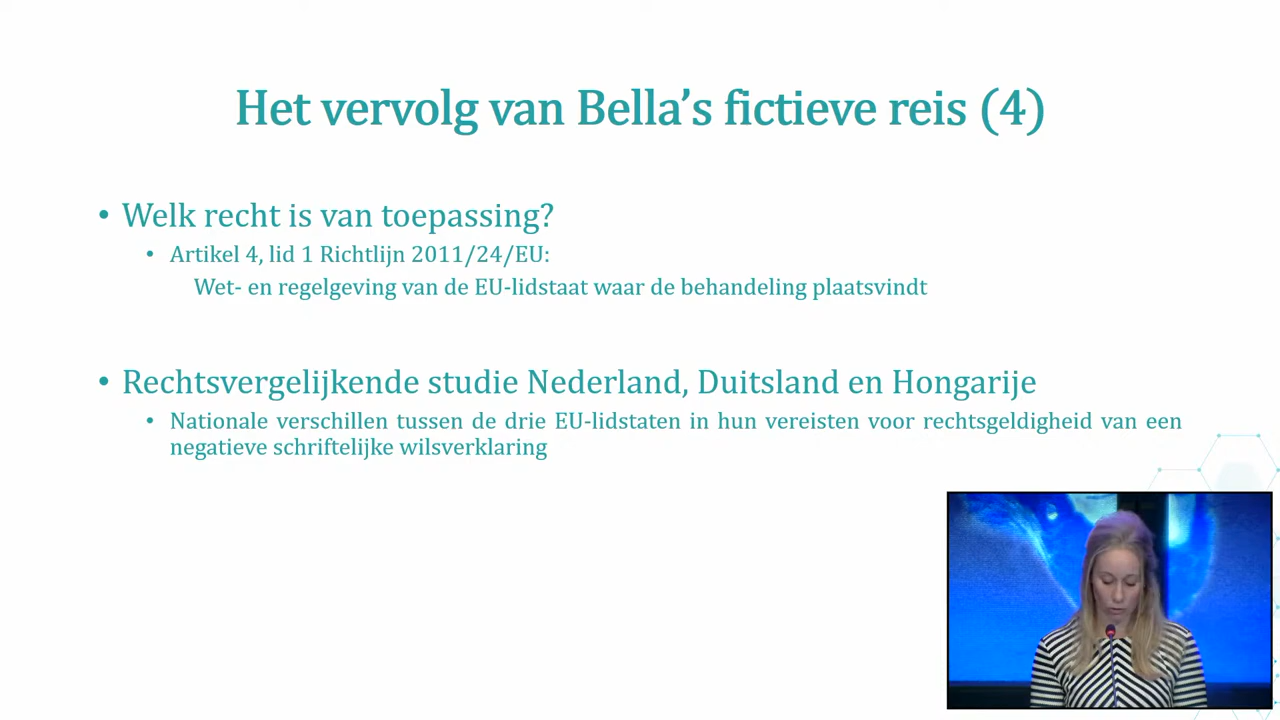 Het vervolg van Bella’s fictieve reis (4)
• Welk recht is van toepassing?
• Artikel 4, lid 1 Richtlijn 2011/24/EU:
Wet- en regelgeving van de EU-lidstaat waar de behandeling plaatsvindt
• Rechtsvergelijkende studie Nederland, Duitsland en Hongarije
• Nationale verschillen tussen de drie EU-lidstaten in hun vereisten voor rechtsgeldigheid van een
negatieve schriftelijke wilsverklaring